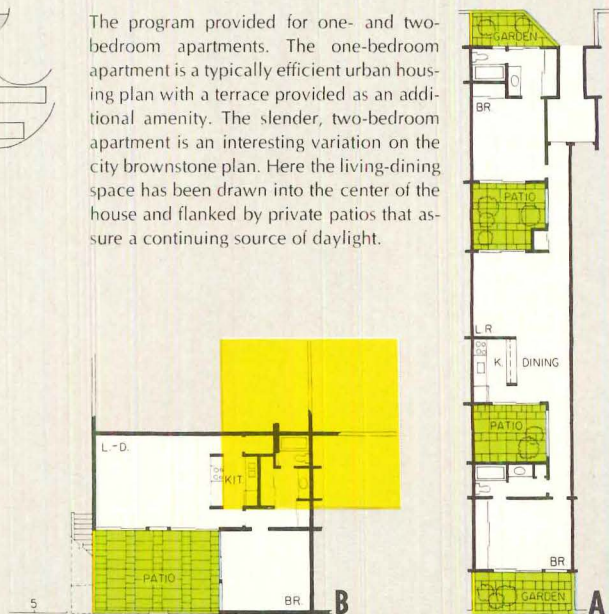 The program provided for one- and two-
bedroom apartments. The one-bedroom
apartment is a typically efficient urban hous-
ing plan with a terrace provided as an addi-
tional amenity. The slender, two-bedroom
apartment is an interesting variation on the
city brownstone plan. Here the living-dining
space has been drawn into the center of the
house and flanked by private patios that as-
sure a continuing source of daylight.
L.-D.
KIT.
PATIO
BR.
5
B
GARDEN
BR
PATIO
L.R
K. DINING
PATIO
BR
GARDEN
A